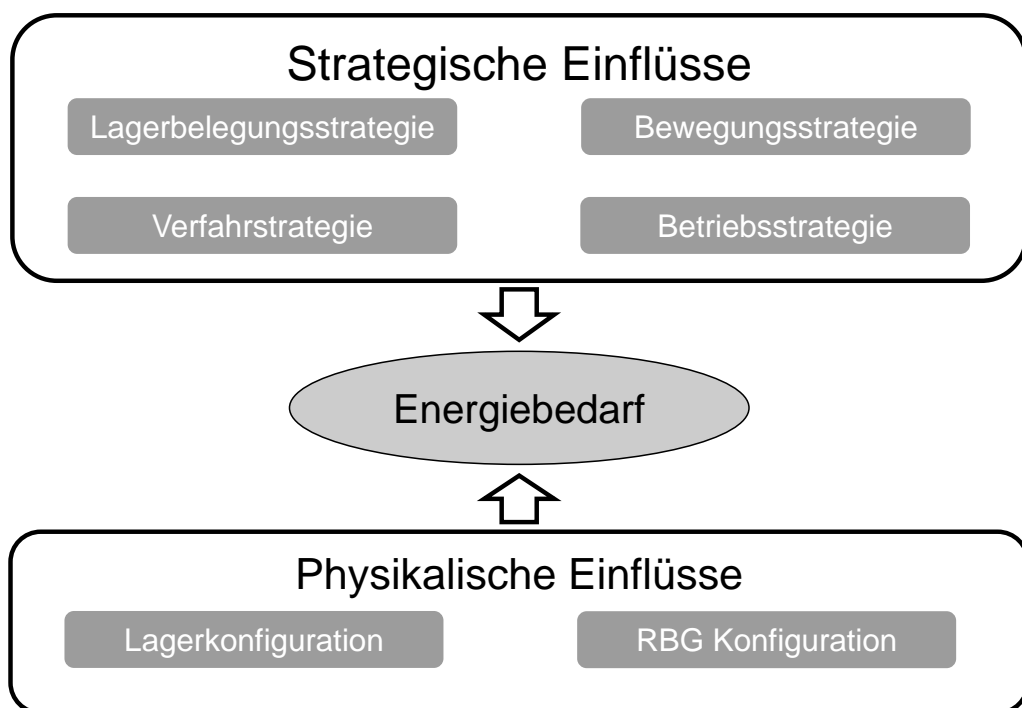 Strategische Einflüsse
Lagerbelegungsstrategie
Bewegungsstrategie
Verfahrstrategie
Betriebsstrategie
Energiebedarf
Physikalische Einflüsse
Lagerkonfiguration
RBG Konfiguration